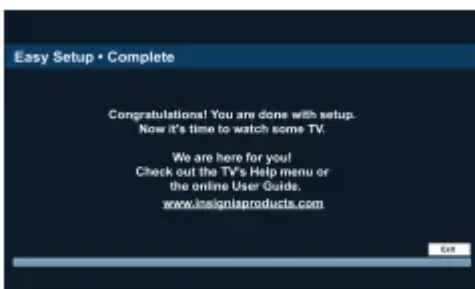 Easy Setup • Complete
Congratulations! You are done with setup.
Now it's time to watch some TV.
We are here for you!
Check out the TV's Help menu or
the online User Guide.
www.insigniaproducts.com
Exit